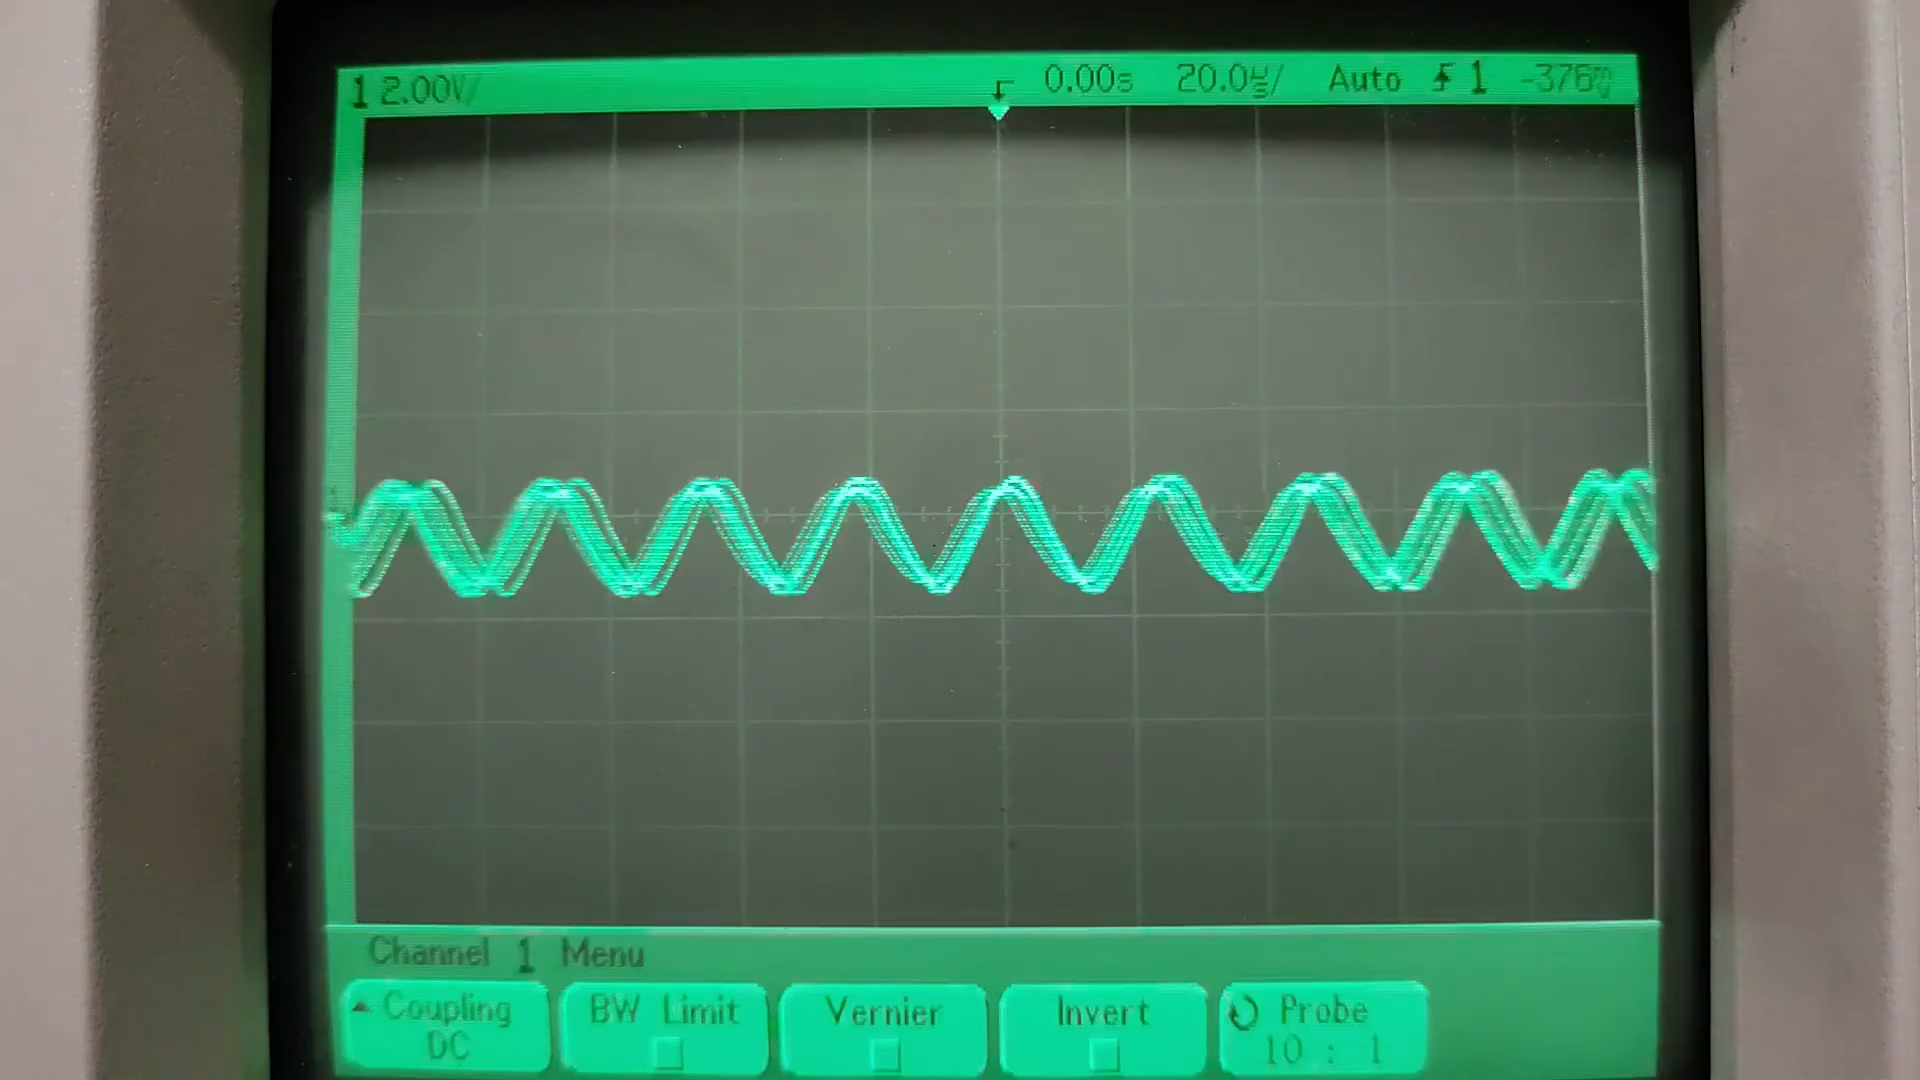 1 2.00V/ 0.00s 20.0µs/ Auto 1 -376m
Channel 1 Menu
Coupling BW Limit Vernier Invert Probe
DC 10 : 1